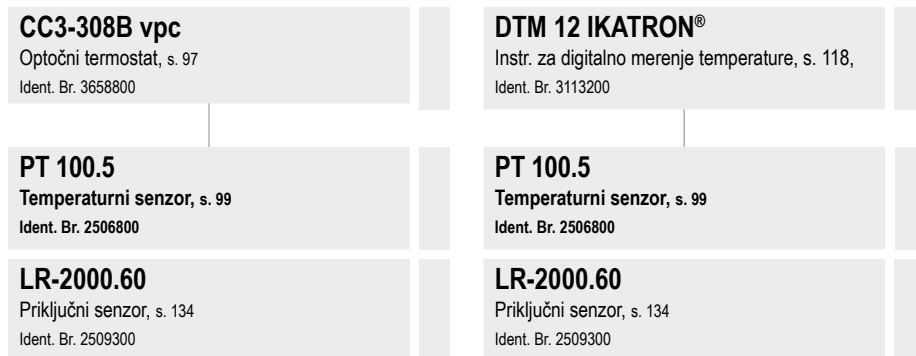 CC3-308B vpc
Optočni termostat, s. 97
Ident. Br. 3658800
PT 100.5
Temperaturni senzor, s. 99
Ident. Br. 2506800
LR-2000.60
Priključni senzor, s. 134
Ident. Br. 2509300
DTM 12 IKATRON®
Instr. za digitalno merenje temperature, s. 118,
Ident. Br. 3113200
PT 100.5
Temperaturni senzor, s. 99
Ident. Br. 2506800
LR-2000.60
Priključni senzor, s. 134
Ident. Br. 2509300